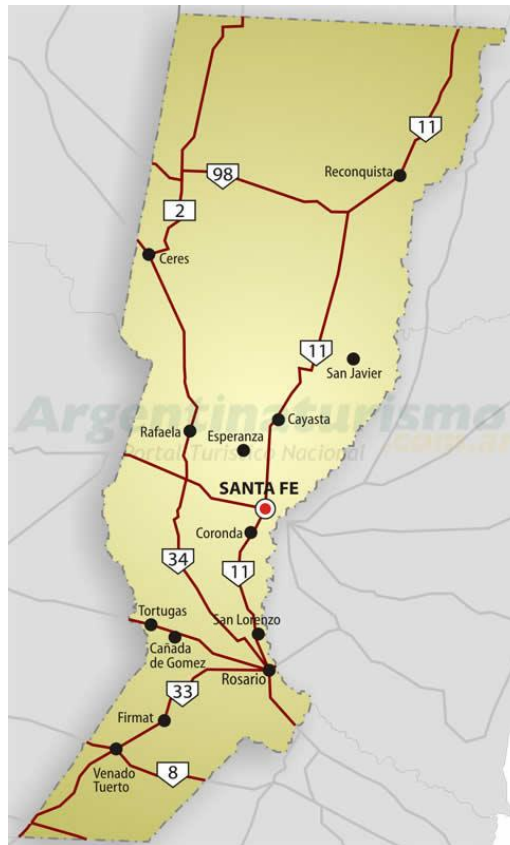 11
Reconquista
98
2
Ceres
11
San Javier
Argentinaturismo
.com.ar
Portal Turístico Nacional
Cayasta
Rafaela
Esperanza
SANTA FE
Coronda
34
11
Tortugas
San Lorenzo
Cañada
de Gomez
Rosario
33
Firmat
Venado
Tuerto
8